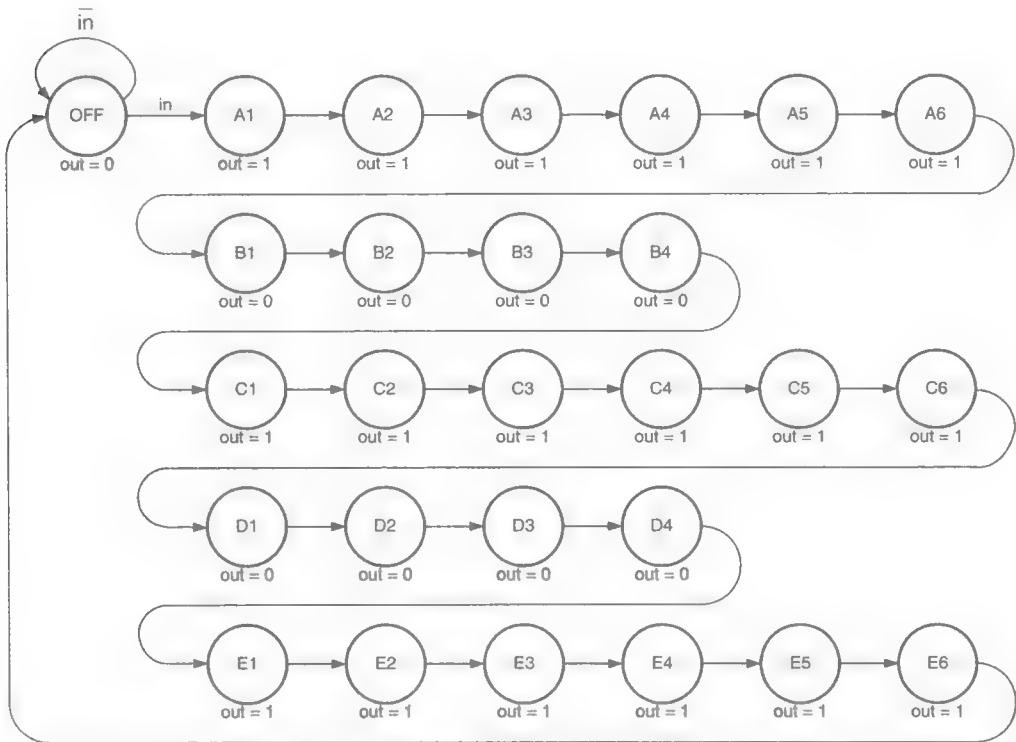 in̅
OFF in A1 A2 A3 A4 A5 A6
out = 0 out = 1 out = 1 out = 1 out = 1 out = 1 out = 1
B1 B2 B3 B4
out = 0 out = 0 out = 0 out = 0
C1 C2 C3 C4 C5 C6
out = 1 out = 1 out = 1 out = 1 out = 1 out = 1
D1 D2 D3 D4
out = 0 out = 0 out = 0 out = 0
E1 E2 E3 E4 E5 E6
out = 1 out = 1 out = 1 out = 1 out = 1 out = 1